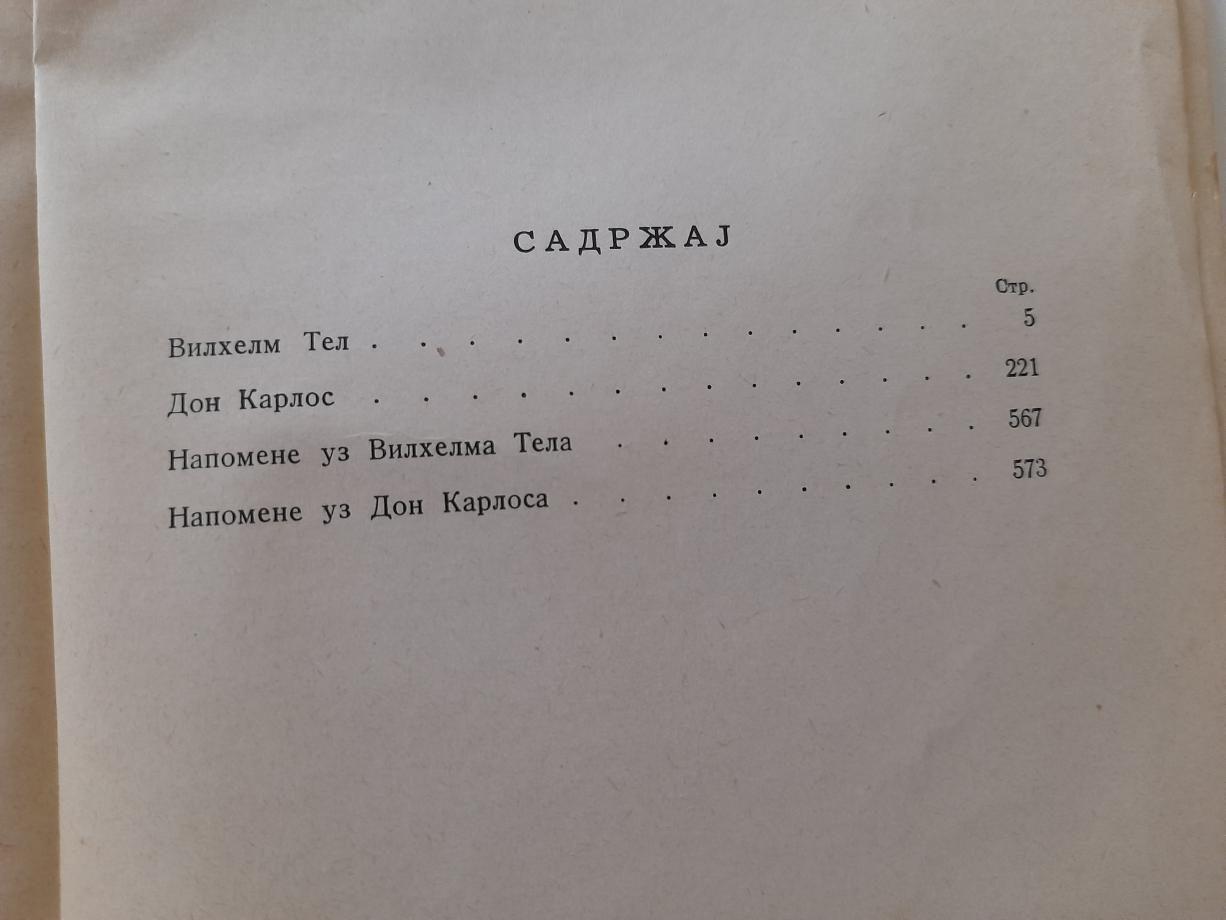 САДРЖАЈ
Стр.
Вилхелм Тел . . . . . . . . . . . . . . 5
Дон Карлос . . . . . . . . . . . . . . 221
Напомене уз Вилхелма Тела . . . . . . . . . 567
Напомене уз Дон Карлоса . . . . . . . . . . 573